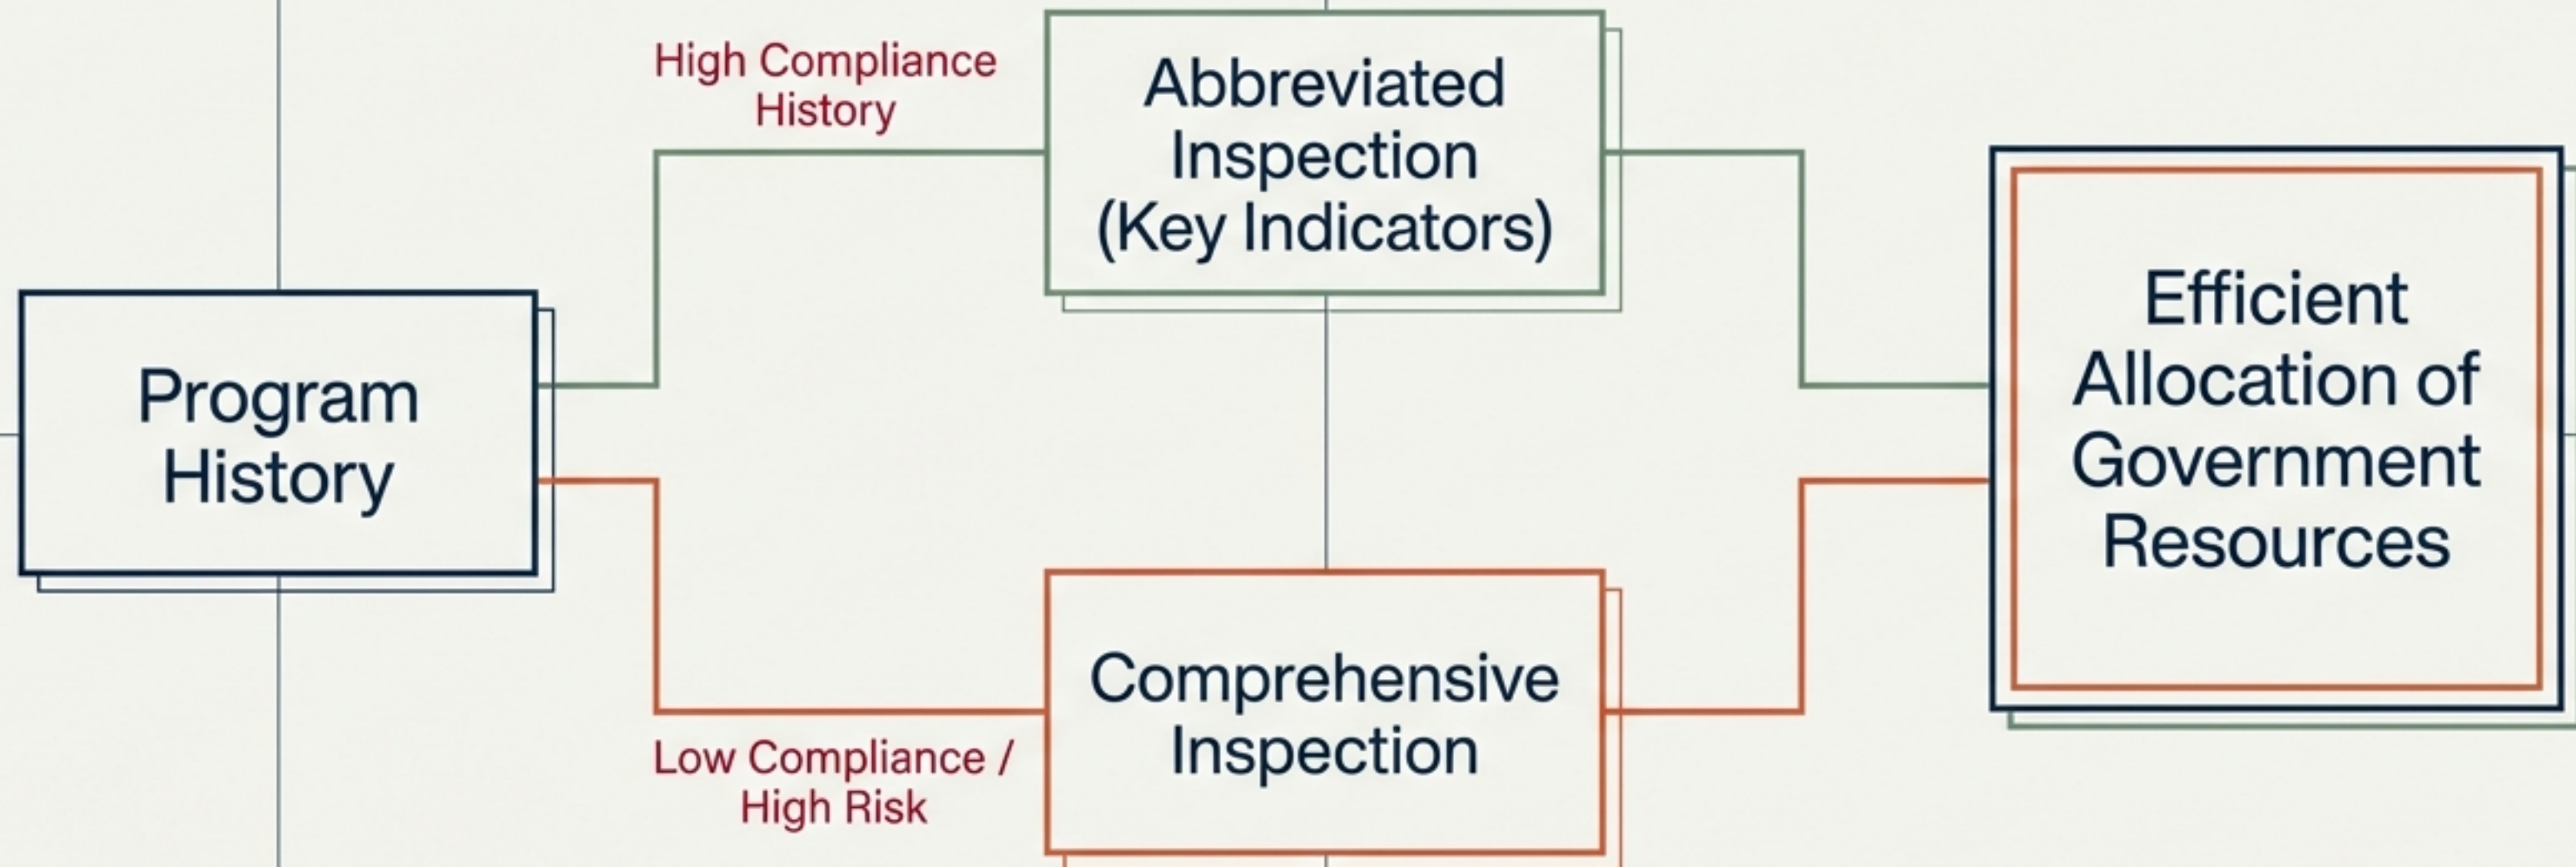 Program
History
High Compliance
History
Abbreviated
Inspection
(Key Indicators)
Low Compliance /
High Risk
Comprehensive
Inspection
Efficient
Allocation of
Government
Resources